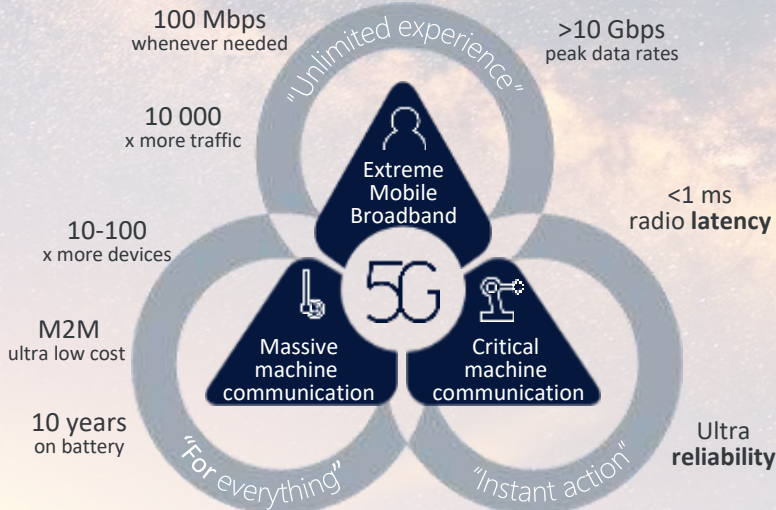 100 Mbps
whenever needed
>10 Gbps
peak data rates
"Unlimited experience"
10 000
x more traffic
Extreme
Mobile
Broadband
<1 ms
radio latency
10-100
x more devices
5G
M2M
ultra low cost
Massive
machine
communication
Critical
machine
communication
10 years
on battery
Ultra
reliability
"For everything"
"Instant action"